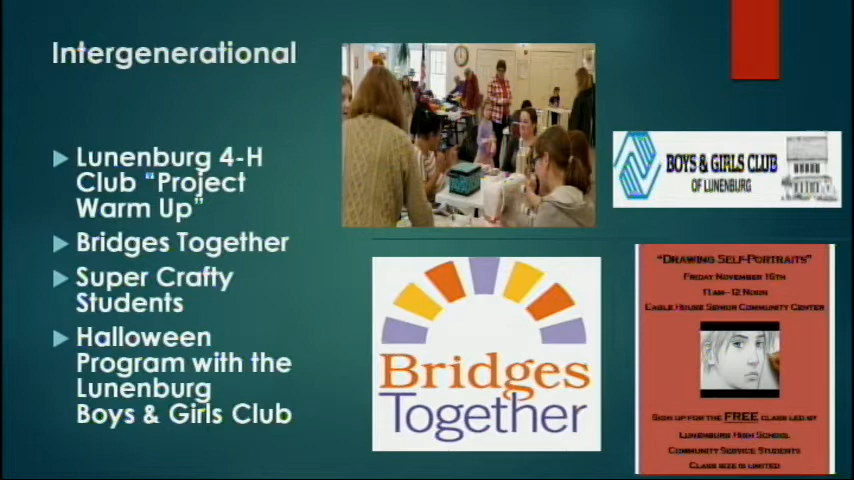 Intergenerational
Lunenburg 4-H
Club “Project
Warm Up”
Bridges Together
Super Crafty
Students
Halloween
Program with the
Lunenburg
Boys & Girls Club
BOYS & GIRLS CLUB
OF LUNENBURG
Bridges
Together
"DRAWING SELF-PORTRAITS"
FRIDAY NOVEMBER 16TH
11AM-12 NOON
EAGLE HOUSE SENIOR COMMUNITY CENTER
SIGN UP FOR THE FREE CLASS LED BY
LUNENBURG HIGH SCHOOL
COMMUNITY SERVICE STUDENTS
CLASS SIZE IS LIMITED